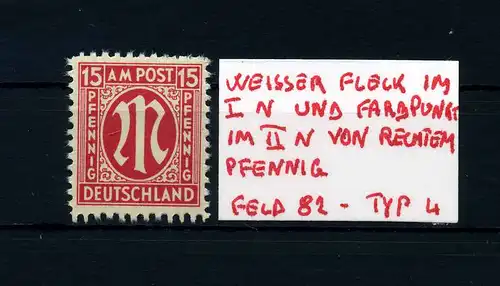 15 AM POST 15
PFENNIG M PFENNIG
DEUTSCHLAND
WEISSER FLECK IM
I N UND FARBPUNKT
IM II N VON RECHTEM
PFENNIG
FELD 82 - TYP 4